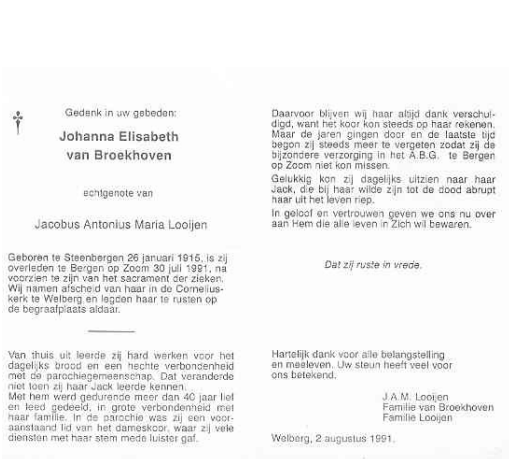 Gedenk in uw gebeden:
Johanna Elisabeth
van Broekhoven
echtgenote van
Jacobus Antonius Maria Looijen
Geboren te Steenbergen 26 januari 1915, is zij
overleden te Bergen op Zoom 30 juli 1991, na
voorzien te zijn van het sacrament der zieken.
Wij namen afscheid van haar in de Cornelius-
kerk te Welberg en legden haar te rusten op
de begraafplaats aldaar.
Van thuis uit leerde zij hard werken voor het
dagelijks brood en een hechte verbondenheid
met de parochiegemeenschap. Dat veranderde
niet toen zij haar Jack leerde kennen.
Met hem werd gedurende meer dan 40 jaar lief
en leed gedeeld, in grote verbondenheid met
haar familie. In de parochie was zij een voor-
aanstaand lid van het dameskoor, waar zij vele
diensten met haar stem mede luister gaf.
Daarvoor blijven wij haar altijd dank verschul-
digd, want het koor kon steeds op haar rekenen.
Maar de jaren gingen door en de laatste tijd
begon zij steeds meer te vergeten zodat zij de
bijzondere verzorging in het A.B.G. te Bergen
op Zoom niet kon missen.
Gelukkig kon zij dagelijks uitzien naar haar
Jack, die bij haar wilde zijn tot de dood abrupt
haar uit het leven riep.
In geloof en vertrouwen geven we ons nu over
aan Hem die alle leven in Zich wil bewaren.
Dat zij ruste in vrede.
Hartelijk dank voor alle belangstelling
en meeleven. Uw steun heeft veel voor
ons betekend.
J.A.M. Looijen
Familie van Broekhoven
Familie Looijen
Welberg, 2 augustus 1991.